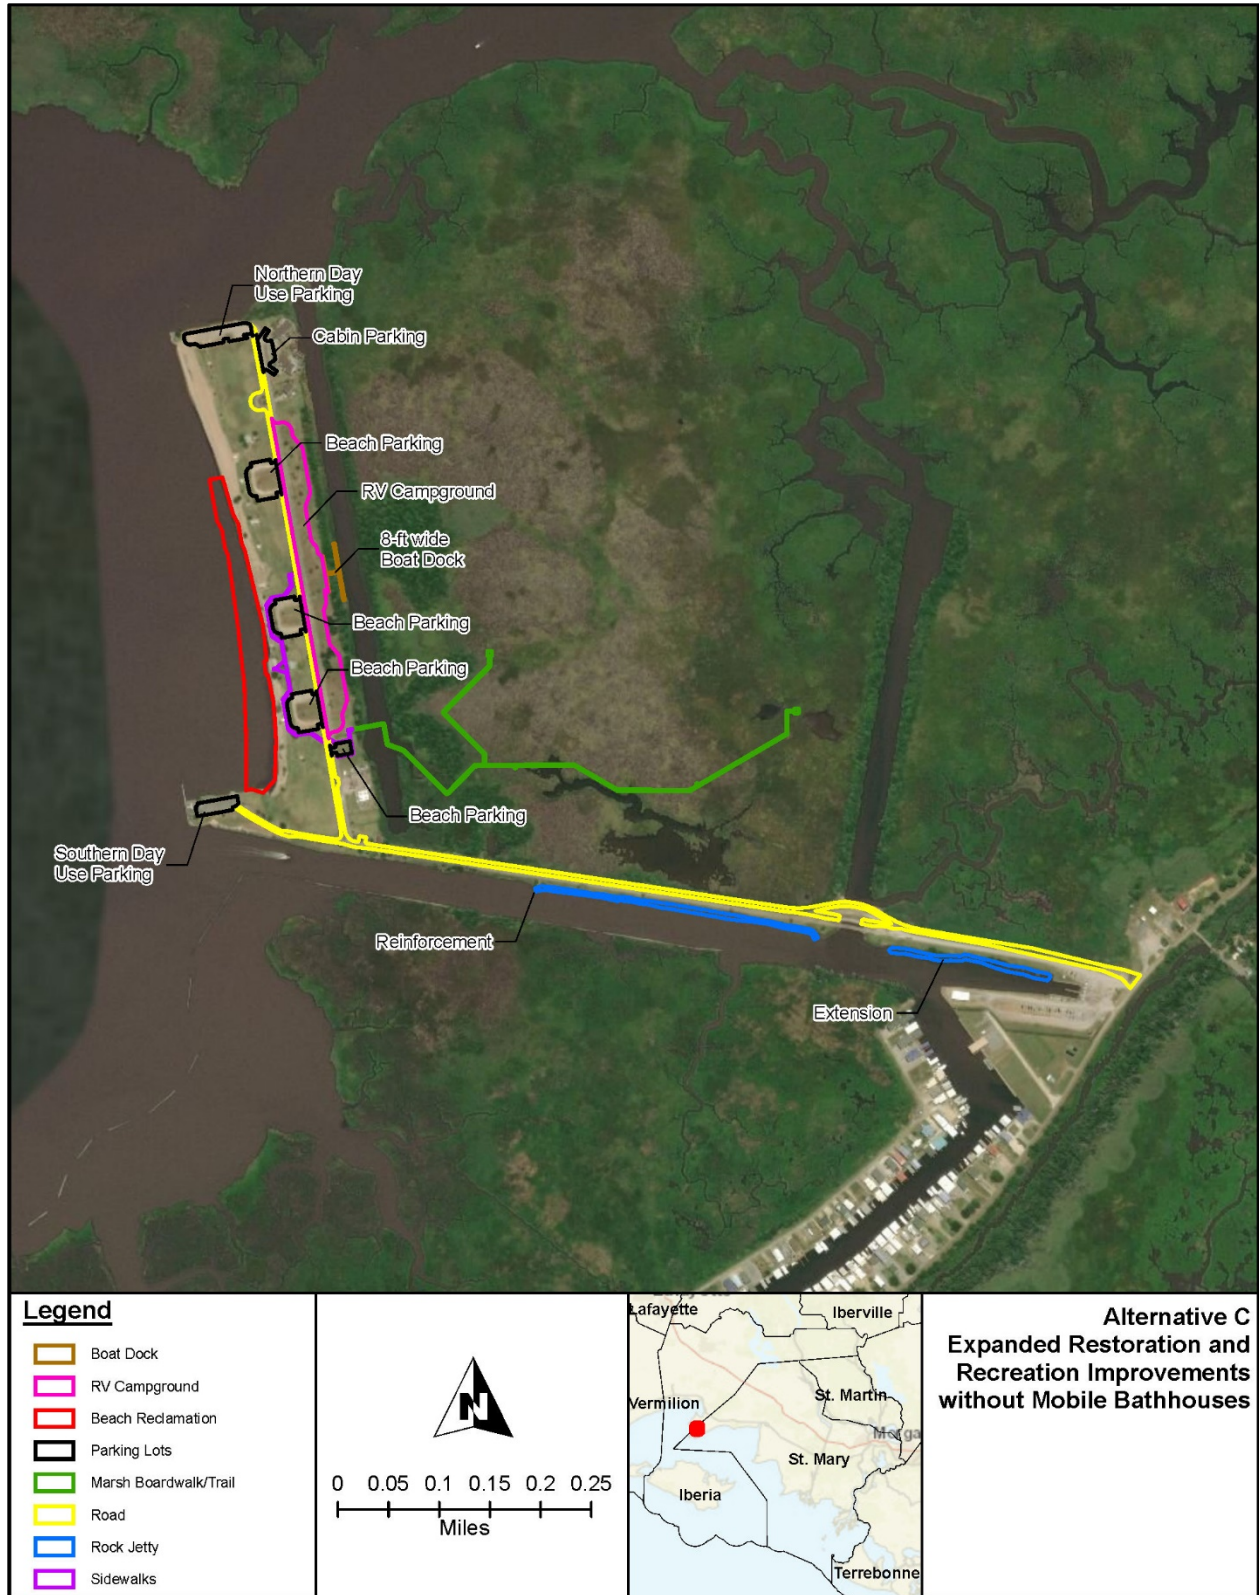 Northern Day
Use Parking
Cabin Parking
Beach Parking
RV Campground
8-ft wide
Boat Dock
Beach Parking
Beach Parking
Beach Parking
Southern Day
Use Parking
Reinforcement
Extension
Legend
Boat Dock
RV Campground
Beach Reclamation
Parking Lots
Marsh Boardwalk/Trail
Road
Rock Jetty
Sidewalks
N
0 0.05 0.1 0.15 0.2 0.25
Miles
Lafayette
Iberville
St. Martin
Vermilion
Morga
St. Mary
Iberia
Terrebonne
Alternative C
Expanded Restoration and
Recreation Improvements
without Mobile Bathhouses